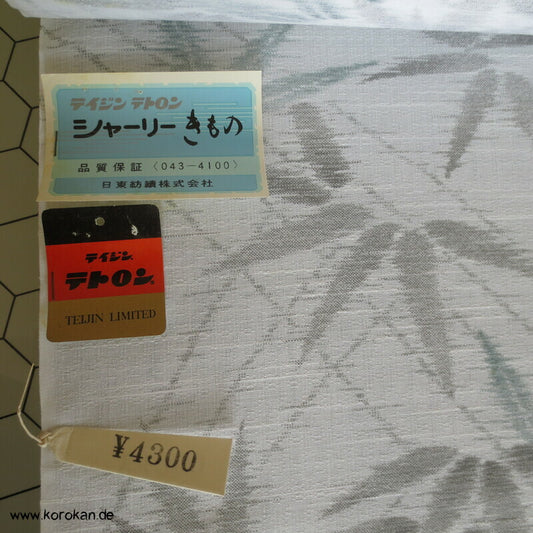 テイジン テトロン
シャーリーきもの
品質保証〈043-4100〉
日東紡績株式会社
テイジン
テトロン
TEIJIN LIMITED
¥4300
www.korokan.de